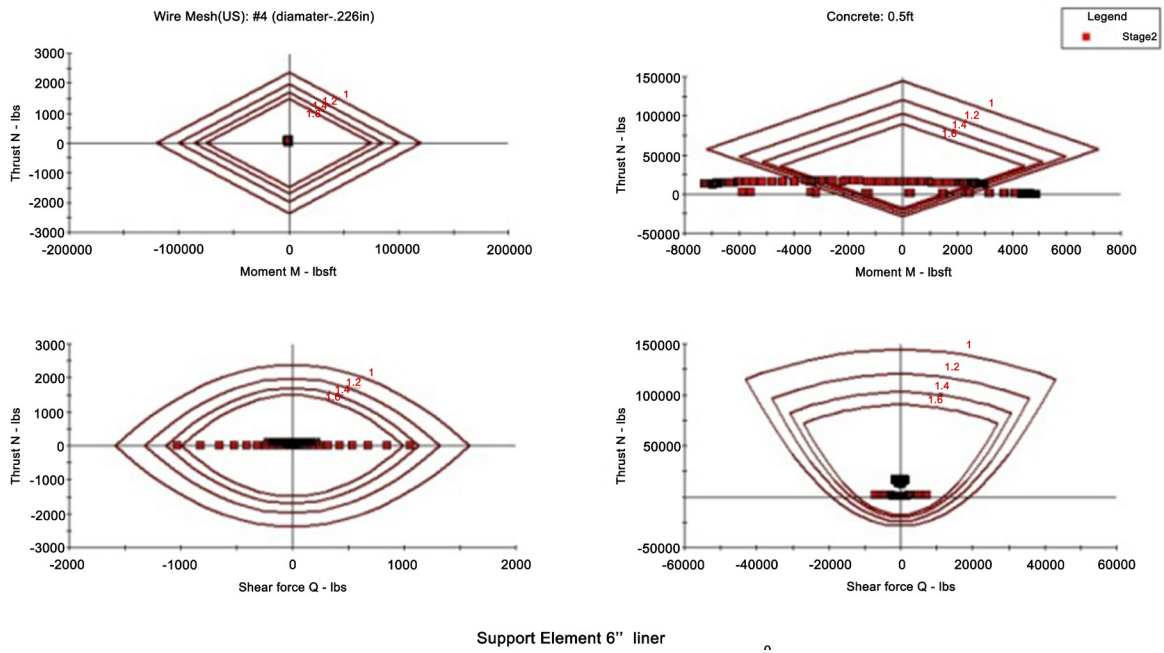 Wire Mesh(US): #4 (diamater-.226in)
Concrete: 0.5ft
Legend
Stage2
3000
2000
1000
0
-1000
-2000
-3000
Thrust N - lbs
1
1.2
1.4
1.6
-200000 -100000 0 100000 200000
Moment M - lbsft
150000
100000
50000
0
-50000
Thrust N - lbs
1
1.2
1.4
1.6
-8000 -6000 -4000 -2000 0 2000 4000 6000 8000
Moment M - lbsft
3000
2000
1000
0
-1000
-2000
-3000
Thrust N - lbs
1
1.2
1.4
1.6
-2000 -1000 0 1000 2000
Shear force Q - lbs
150000
100000
50000
-50000
Thrust N - lbs
1
1.2
1.4
1.6
-60000 -40000 -20000 0 20000 40000 60000
Shear force Q - lbs
Support Element 6’’ liner